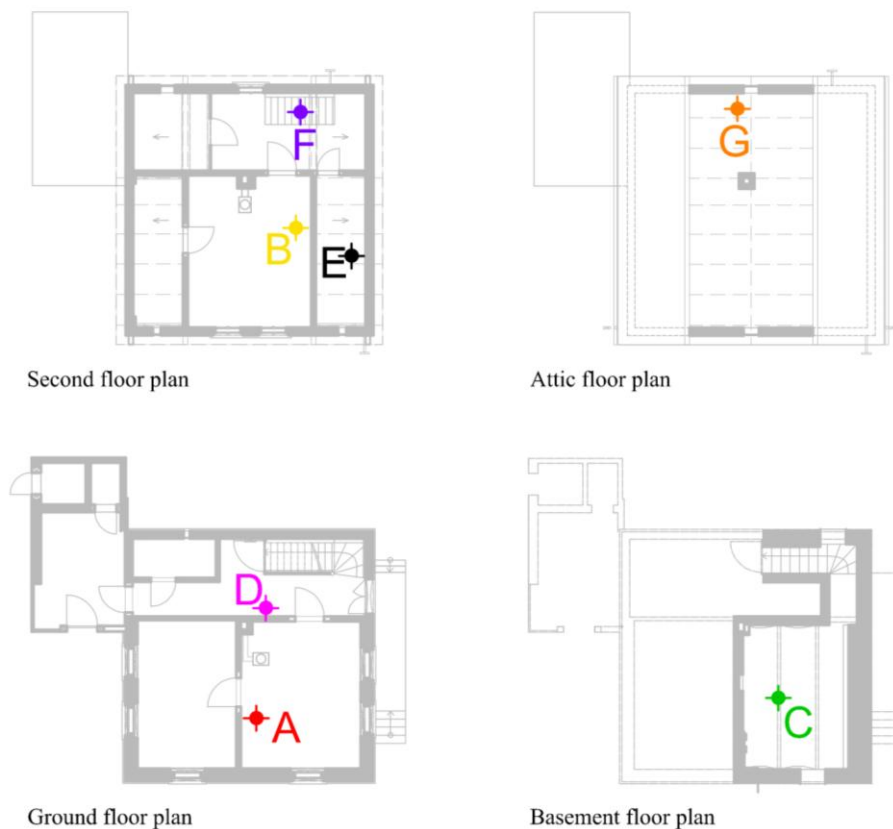 F
G
B
E
Second floor plan
Attic floor plan
D
A
C
Ground floor plan
Basement floor plan